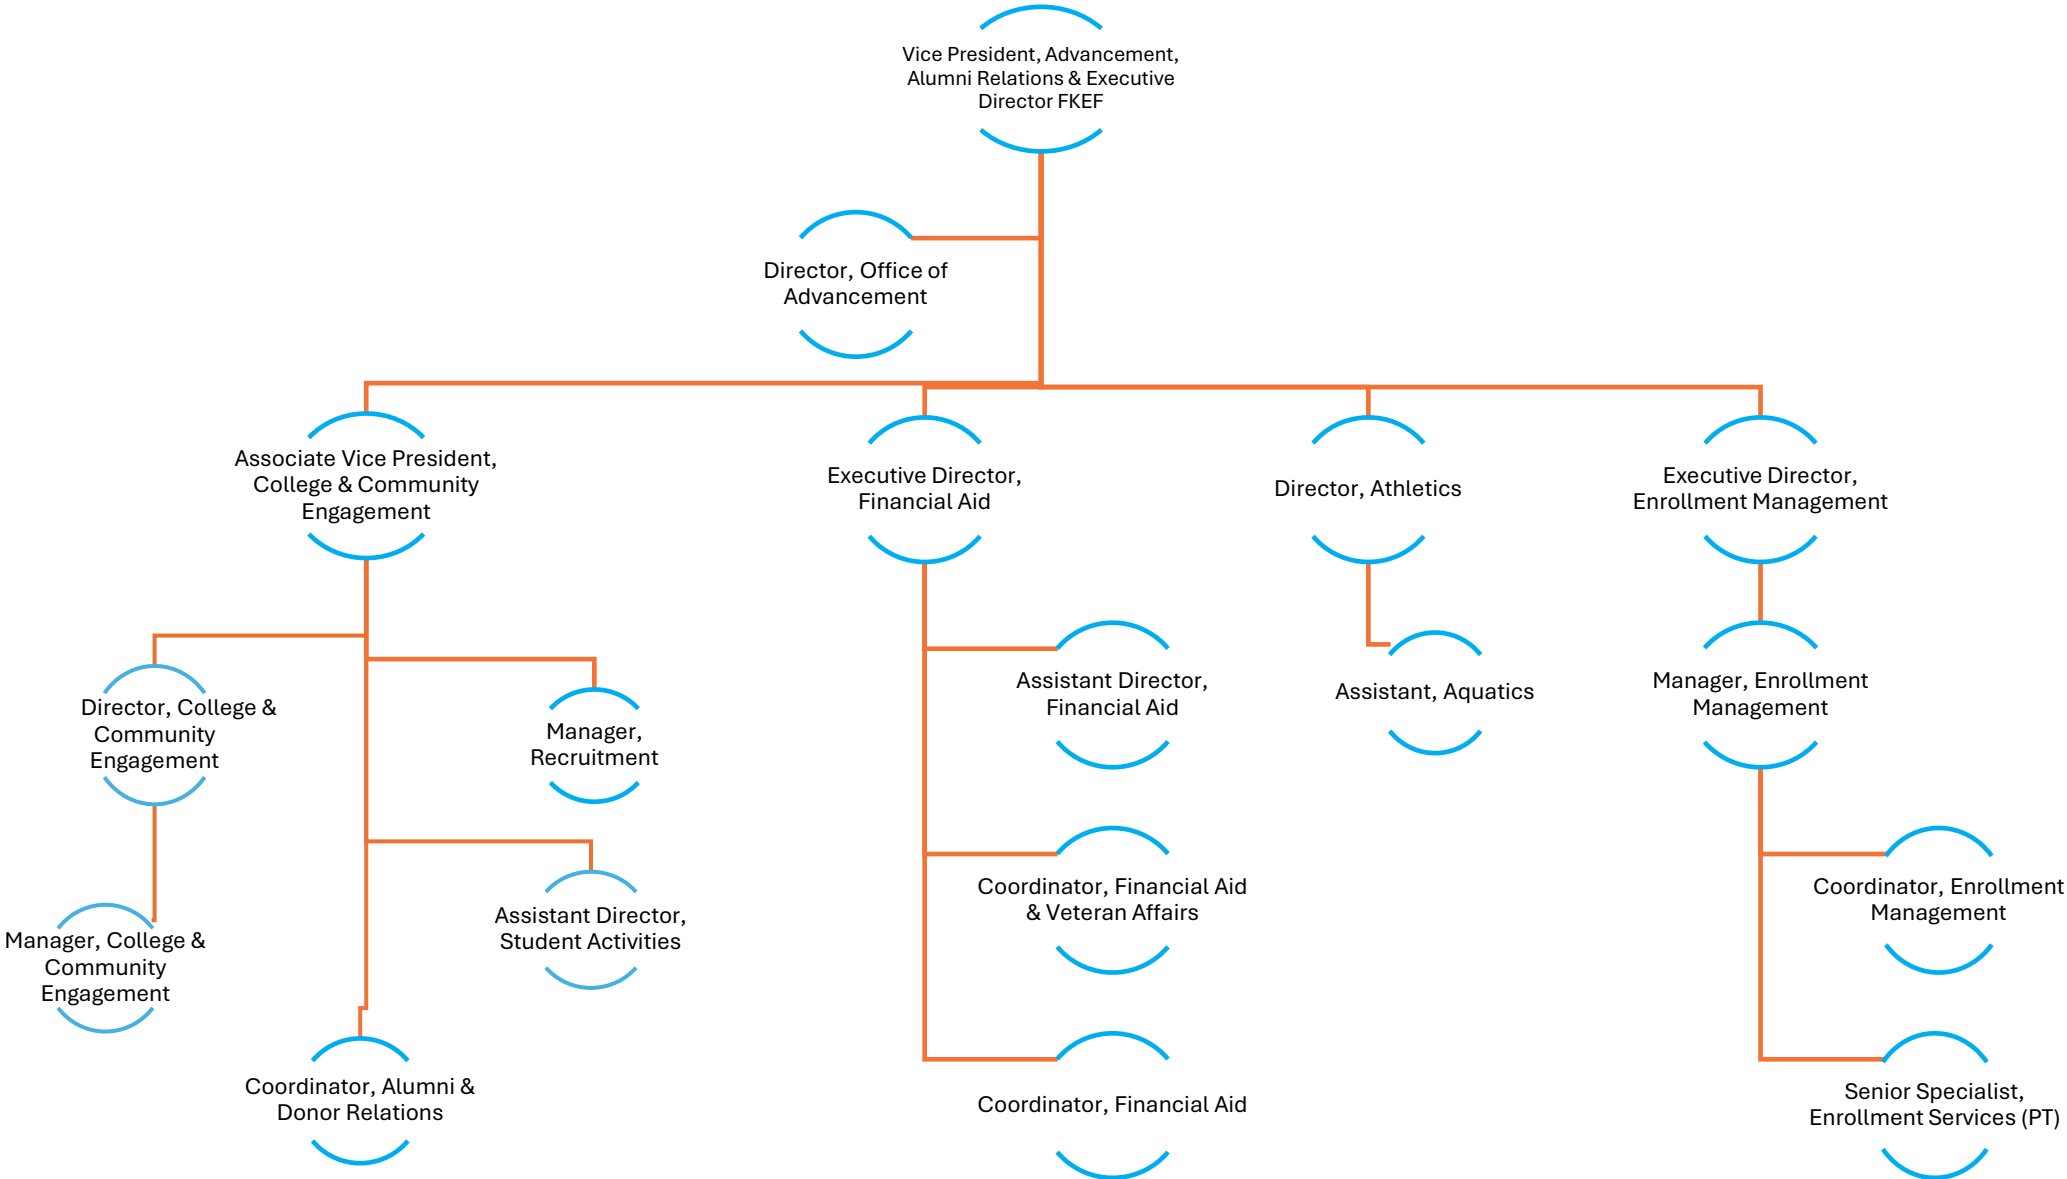 Vice President, Advancement,
Alumni Relations & Executive
Director FKEF
Director, Office of
Advancement
Associate Vice President,
College & Community
Engagement
Executive Director,
Financial Aid
Director, Athletics
Executive Director,
Enrollment Management
Director, College &
Community
Engagement
Manager,
Recruitment
Assistant Director,
Financial Aid
Assistant, Aquatics
Manager, Enrollment
Management
Manager, College &
Community
Engagement
Assistant Director,
Student Activities
Coordinator, Financial Aid
& Veteran Affairs
Coordinator, Enrollment
Management
Coordinator, Alumni &
Donor Relations
Coordinator, Financial Aid
Senior Specialist,
Enrollment Services (PT)